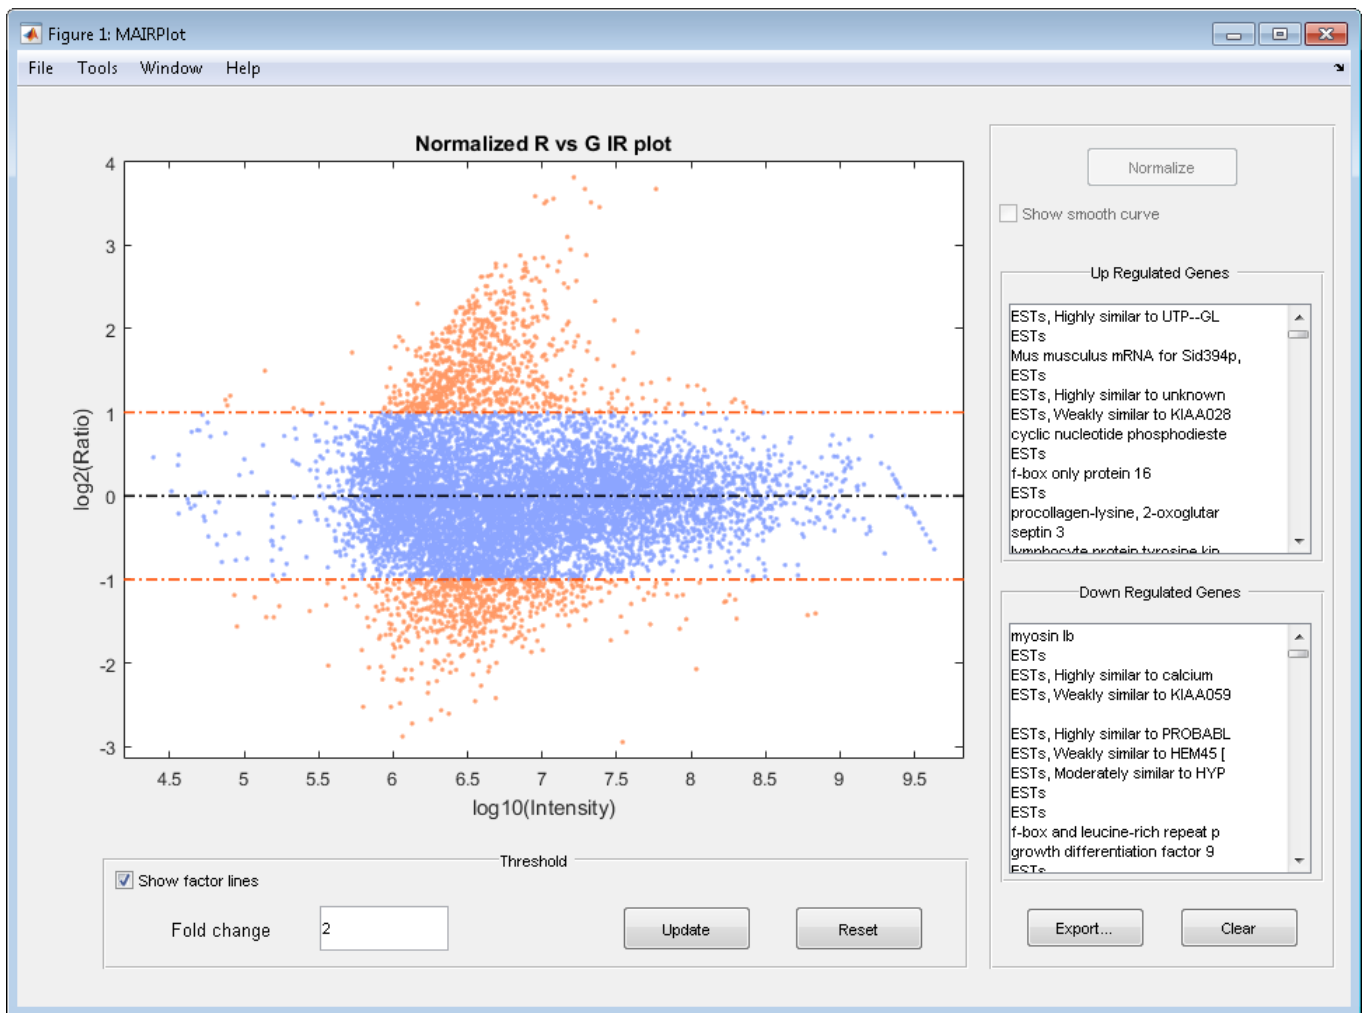 Figure 1: MAIRPlot
File Tools Window Help
Normalized R vs G IR plot
4
3
2
1
0
-1
-2
-3
log2(Ratio)
4.5 5 5.5 6 6.5 7 7.5 8 8.5 9 9.5
log10(Intensity)
Threshold
Show factor lines
Fold change 2 Update Reset
Normalize
Show smooth curve
Up Regulated Genes
ESTs, Highly similar to UTP--GL
ESTs
Mus musculus mRNA for Sid394p,
ESTs
ESTs, Highly similar to unknown
ESTs, Weakly similar to KIAA028
cyclic nucleotide phosphodieste
ESTs
f-box only protein 16
ESTs
procollagen-lysine, 2-oxoglutar
septin 3
lymphocyte protein tyrosine kin
Down Regulated Genes
myosin Ib
ESTs
ESTs, Highly similar to calcium
ESTs, Weakly similar to KIAA059
ESTs, Highly similar to PROBABL
ESTs, Weakly similar to HEM45 [
ESTs, Moderately similar to HYP
ESTs
ESTs
f-box and leucine-rich repeat p
growth differentiation factor 9
ESTs
Export... Clear